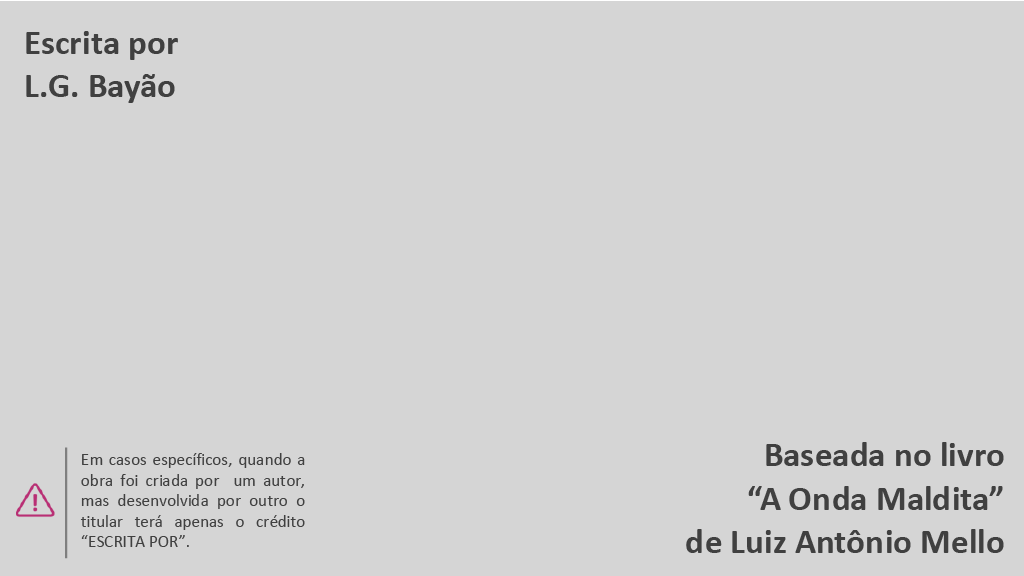 Escrita por
L.G. Bayão
Em casos específicos, quando a
obra foi criada por um autor,
mas desenvolvida por outro o
titular terá apenas o crédito
“ESCRITA POR”.
Baseada no livro
“A Onda Maldita”
de Luiz Antônio Mello